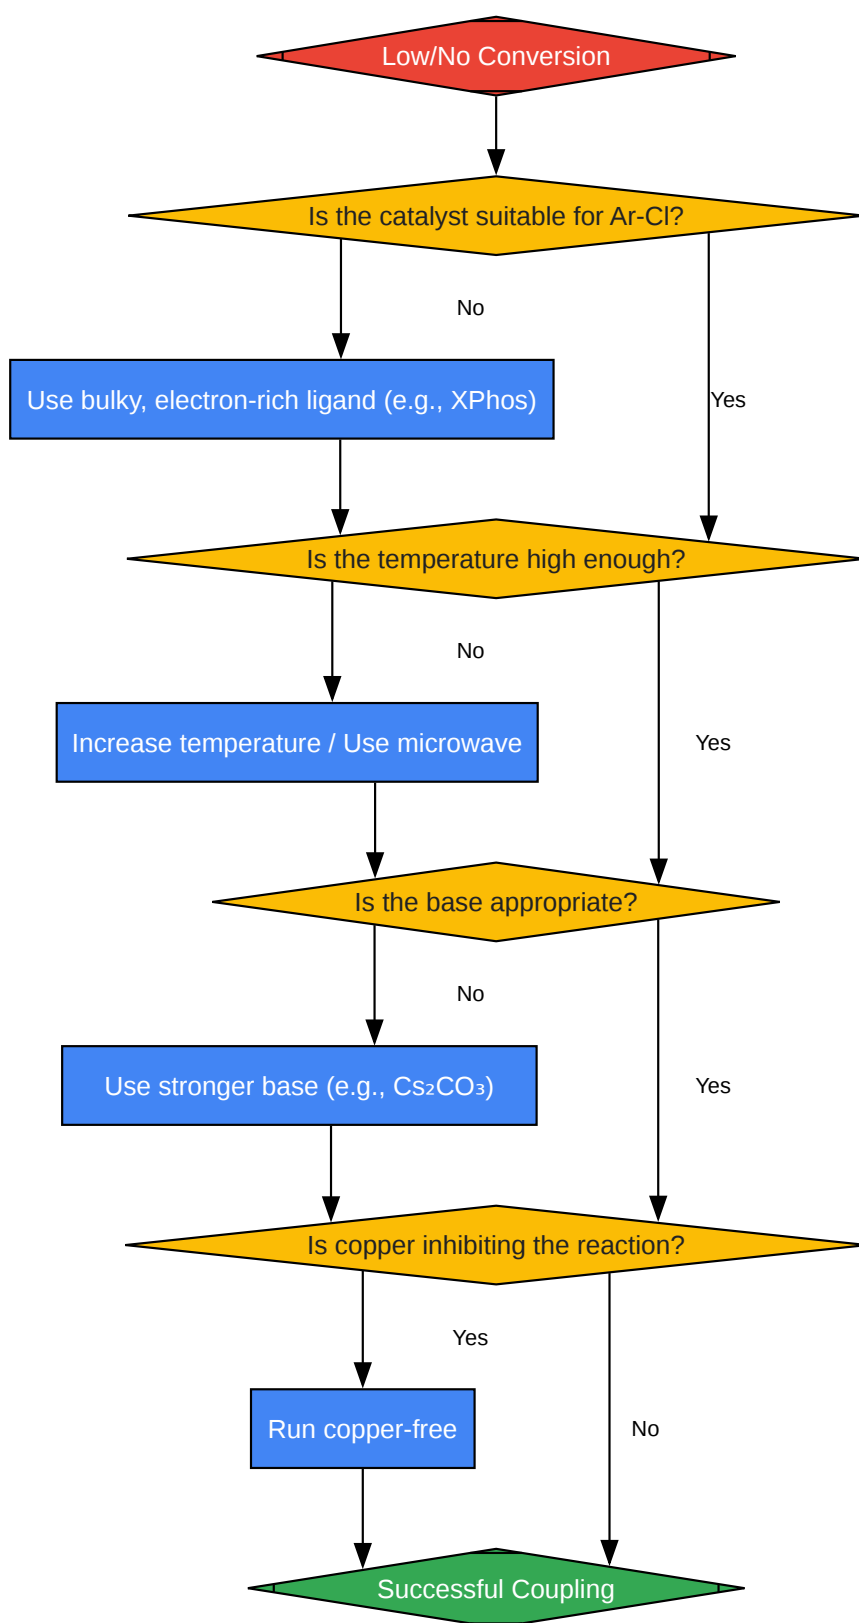 Low/No Conversion
Is the catalyst suitable for Ar-Cl?
No
Use bulky, electron-rich ligand (e.g., XPhos)
Yes
Is the temperature high enough?
No
Increase temperature / Use microwave
Yes
Is the base appropriate?
No
Use stronger base (e.g., Cs₂CO₃)
Yes
Is copper inhibiting the reaction?
Yes
Run copper-free
No
Successful Coupling